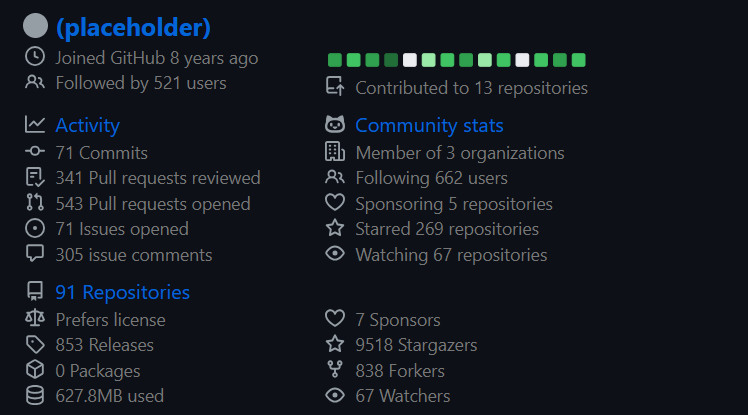 (placeholder)
Joined GitHub 8 years ago
Followed by 521 users
Contributed to 13 repositories
Activity
71 Commits
341 Pull requests reviewed
543 Pull requests opened
71 Issues opened
305 issue comments
Community stats
Member of 3 organizations
Following 662 users
Sponsoring 5 repositories
Starred 269 repositories
Watching 67 repositories
91 Repositories
Prefers license
853 Releases
0 Packages
627.8MB used
7 Sponsors
9518 Stargazers
838 Forkers
67 Watchers